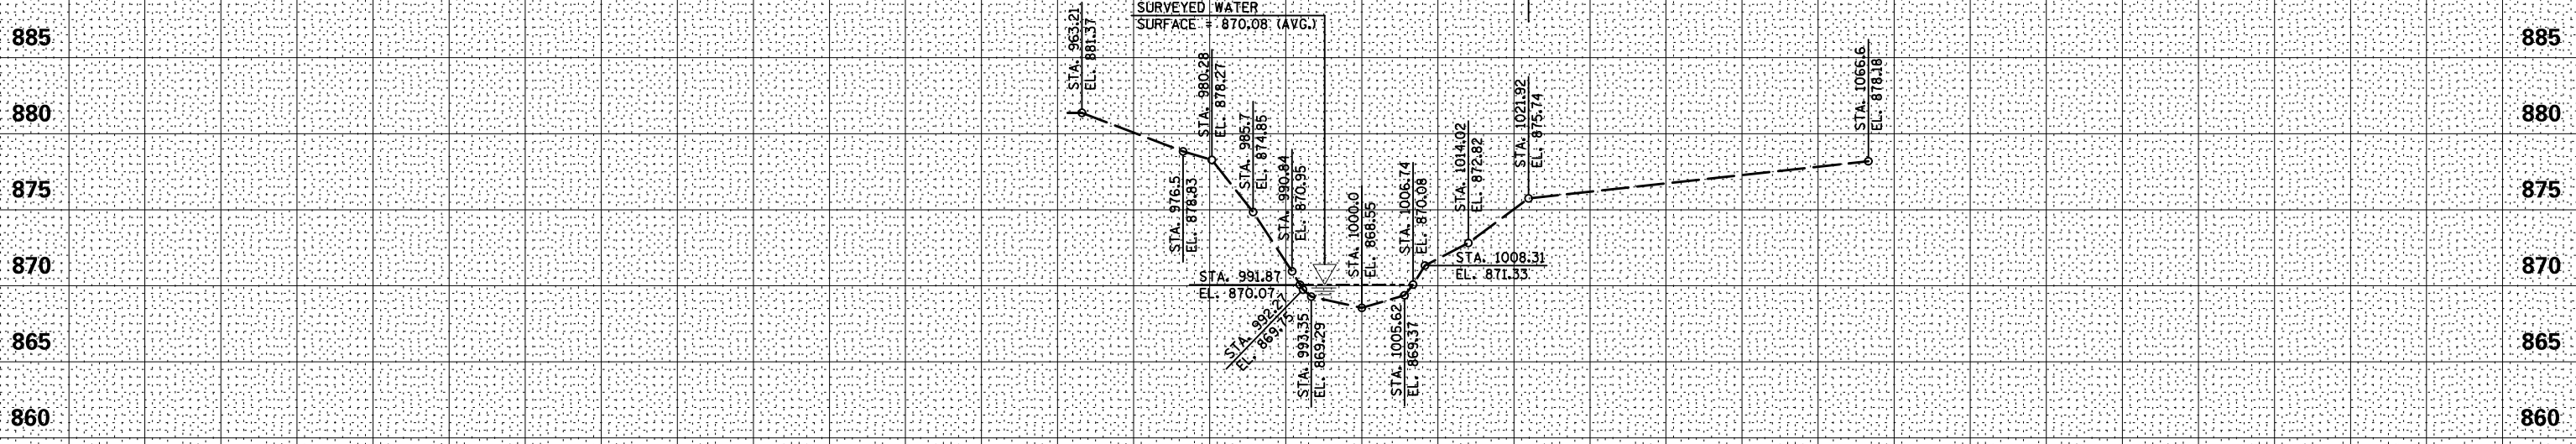 SURVEYED WATER
SURFACE = 870.08 (AVG.)
885
885
880
880
875
875
870
870
865
865
860
860
STA. 963.21
EL. 881.37
STA. 976.5
EL. 878.83
STA. 980.28
EL. 878.27
STA. 985.7
EL. 874.85
STA. 990.84
EL. 870.95
STA. 991.87
EL. 870.07
STA. 992.27
EL. 869.75
STA. 993.35
EL. 869.29
STA. 1000.0
EL. 868.55
STA. 1005.62
EL. 869.37
STA. 1006.74
EL. 870.08
STA. 1008.31
EL. 871.33
STA. 1014.02
EL. 872.82
STA. 1021.92
EL. 875.74
STA. 1066.6
EL. 878.18